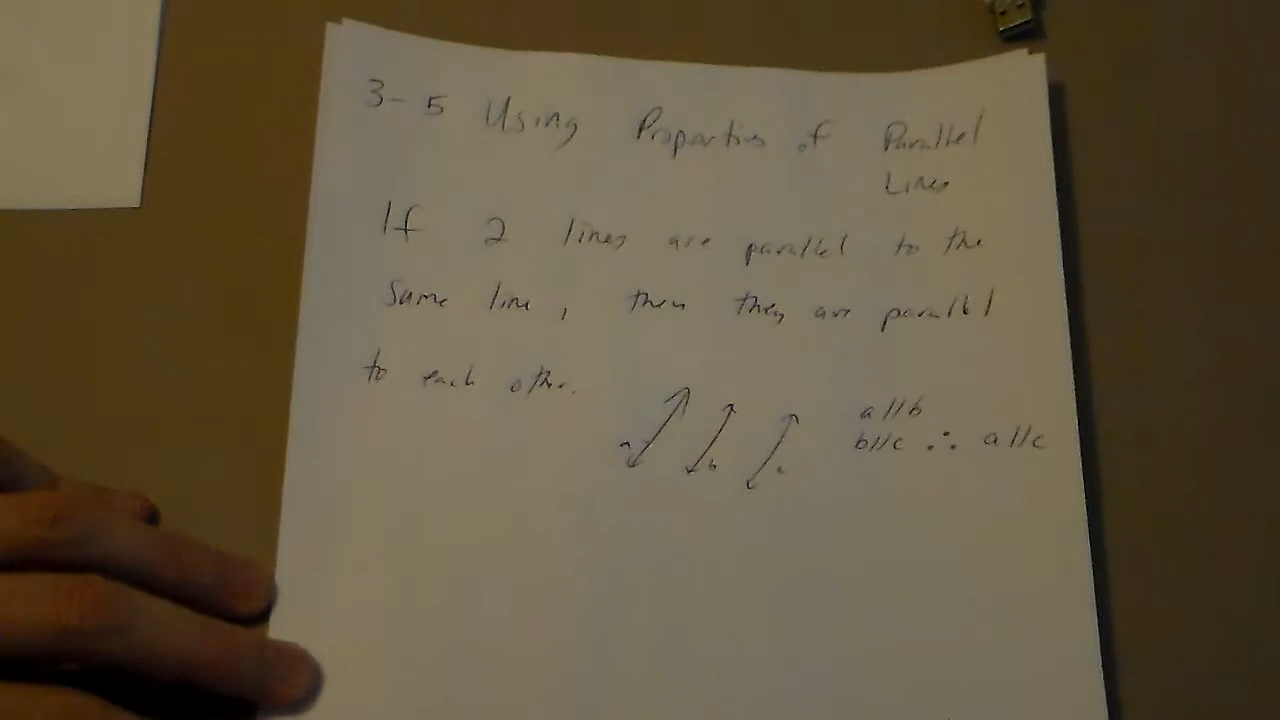 3-5 Using Properties of Parallel
Lines
If 2 lines are parallel to the
same line, then they are parallel
to each other.
a b c
a//b
b//c ∴ a//c